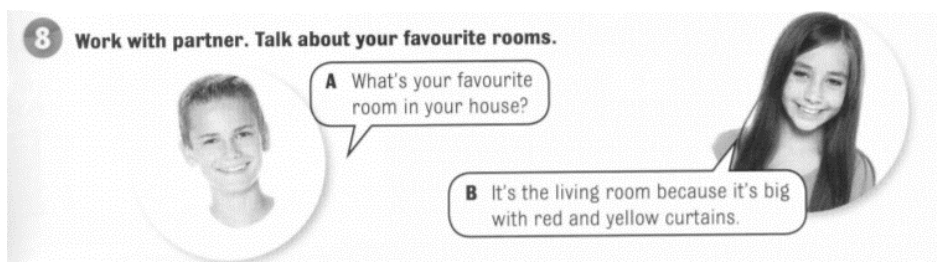 8 Work with partner. Talk about your favourite rooms.
A What's your favourite
room in your house?
B It's the living room because it's big
with red and yellow curtains.